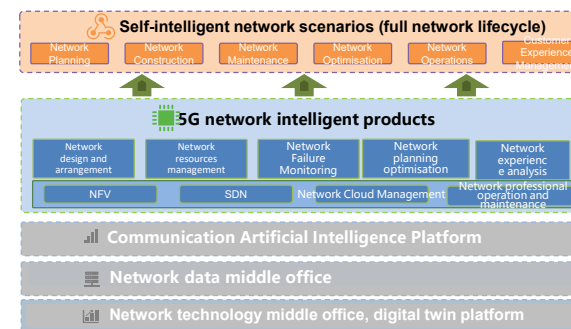 Self-intelligent network scenarios (full network lifecycle)
Network
Planning
Network
Construction
Network
Maintenance
Network
Optimisation
Network
Operations
Customer
Experience
Management
5G network intelligent products
Network
design and
arrangement
Network
resources
management
Network
Failure
Monitoring
Network
planning
optimisation
Network
experienc
e analysis
NFV
SDN
Network Cloud Management
Network professional
operation and
maintenance
Communication Artificial Intelligence Platform
Network data middle office
Network technology middle office, digital twin platform